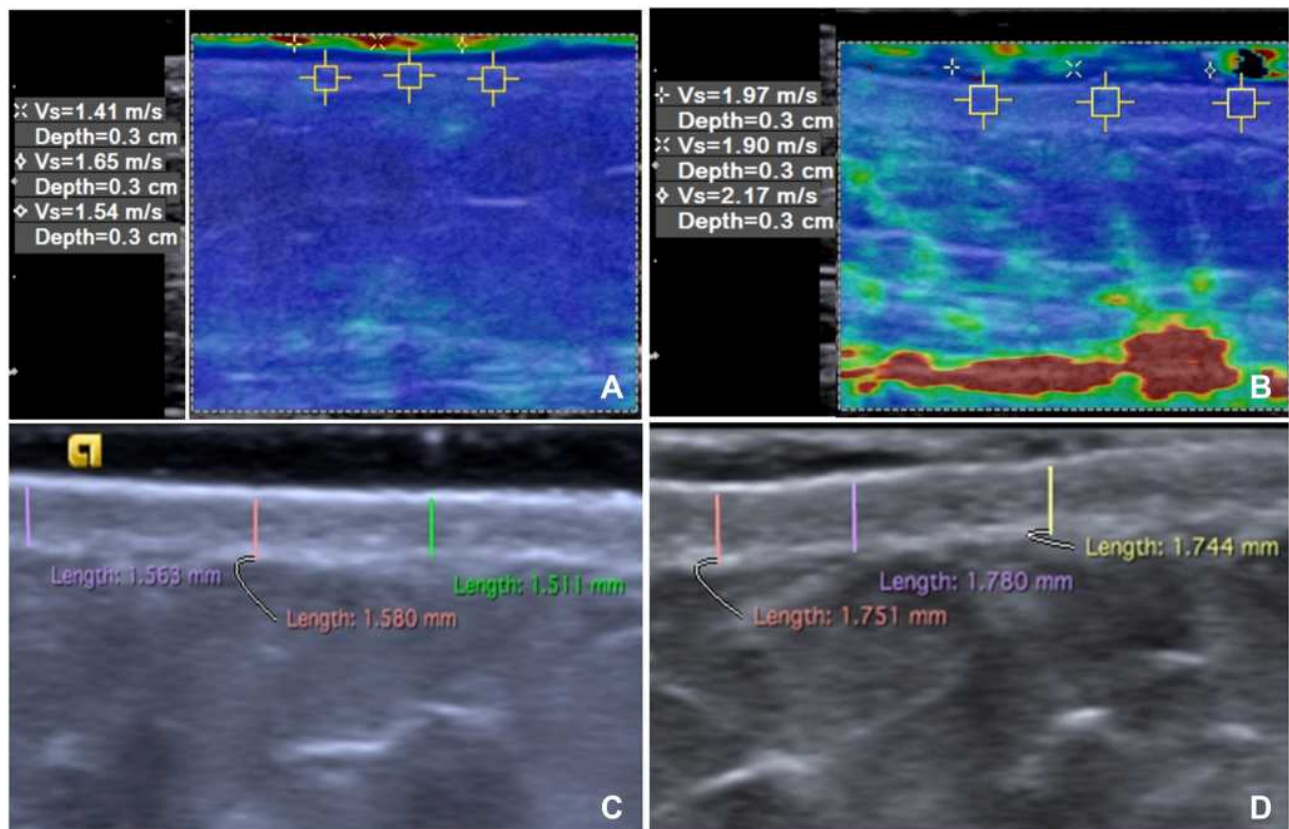 Vs=1.41 m/s
Depth=0.3 cm
Vs=1.65 m/s
Depth=0.3 cm
Vs=1.54 m/s
Depth=0.3 cm
A
Vs=1.97 m/s
Depth=0.3 cm
Vs=1.90 m/s
Depth=0.3 cm
Vs=2.17 m/s
Depth=0.3 cm
B
Length: 1.563 mm
Length: 1.580 mm
Length: 1.511 mm
C
Length: 1.751 mm
Length: 1.780 mm
Length: 1.744 mm
D